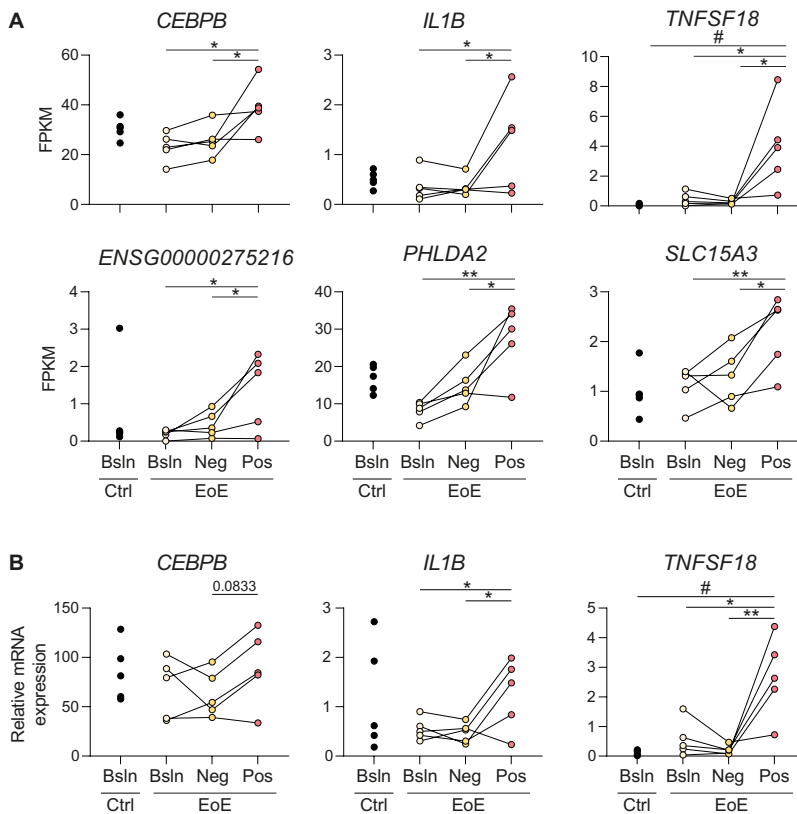 A
CEBPB
IL1B
TNFSF18
*
*
*
*
#
*
*
FPKM
60
40
20
0
3
2
1
0
10
8
6
4
2
0
ENSG00000275216
PHLDA2
SLC15A3
*
*
**
*
**
*
FPKM
4
3
2
1
0
40
30
20
10
0
3
2
1
0
Bsln Bsln Neg Pos
Ctrl EoE
Bsln Bsln Neg Pos
Ctrl EoE
Bsln Bsln Neg Pos
Ctrl EoE
B
CEBPB
IL1B
TNFSF18
0.0833
*
*
#
*
**
Relative mRNA
expression
150
100
50
0
3
2
1
0
5
4
3
2
1
0
Bsln Bsln Neg Pos
Ctrl EoE
Bsln Bsln Neg Pos
Ctrl EoE
Bsln Bsln Neg Pos
Ctrl EoE